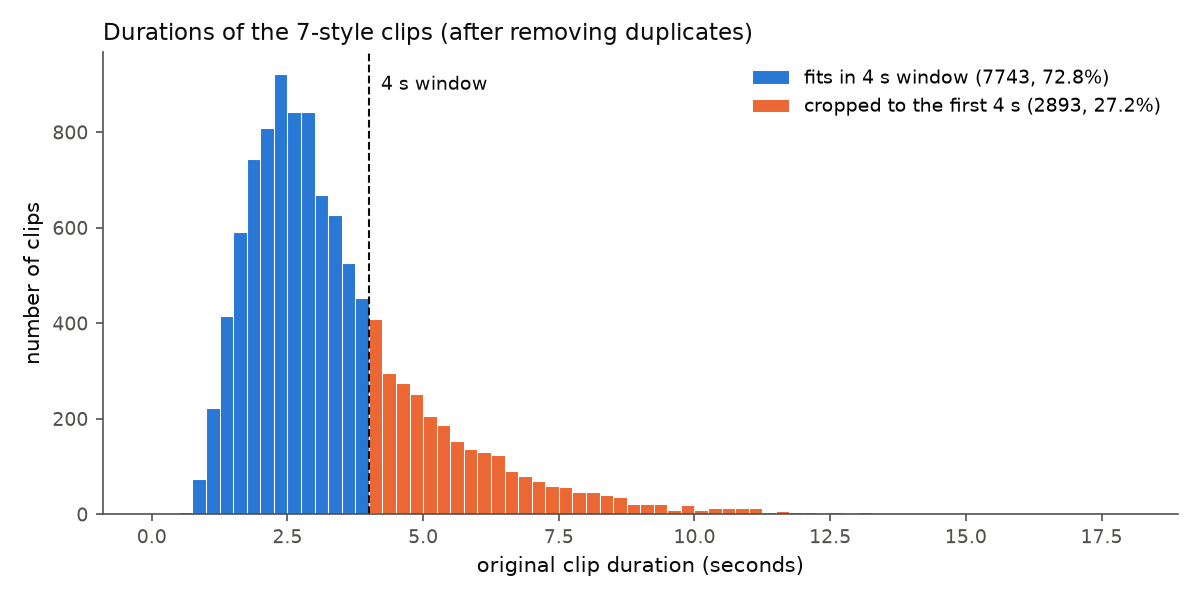 Durations of the 7-style clips (after removing duplicates)
4 s window
fits in 4 s window (7743, 72.8%)
cropped to the first 4 s (2893, 27.2%)
number of clips
800
600
400
200
0
0.0 2.5 5.0 7.5 10.0 12.5 15.0 17.5
original clip duration (seconds)